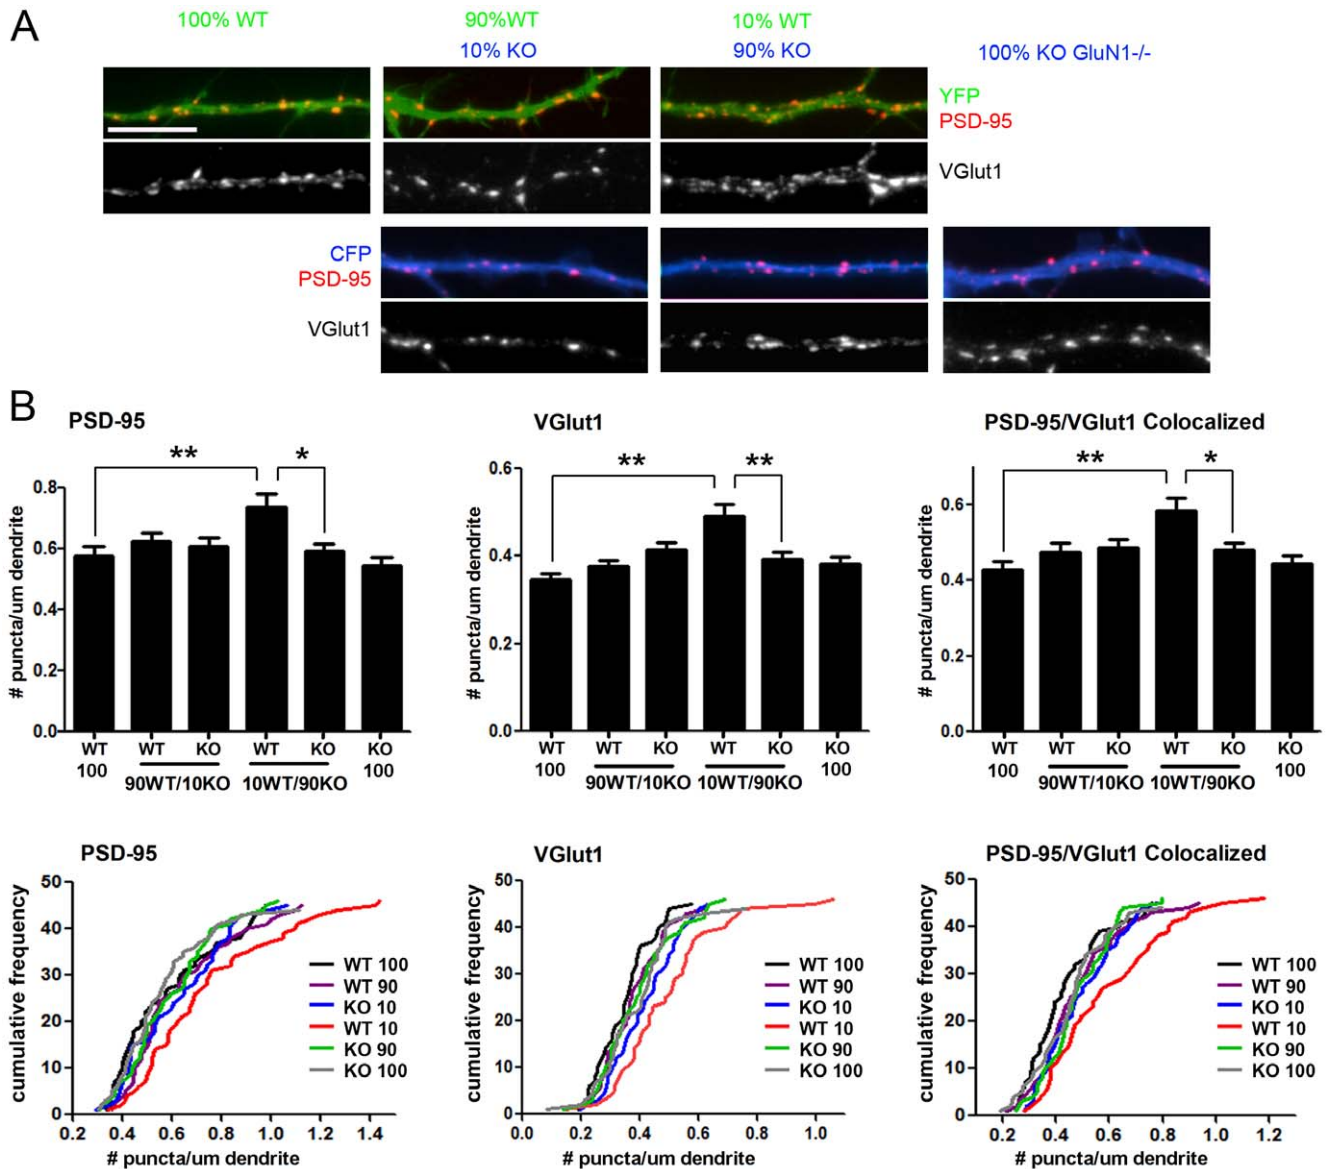 A
100% WT
90%WT
10% KO
10% WT
90% KO
100% KO GluN1-/-
YFP
PSD-95
VGlut1
CFP
PSD-95
VGlut1
B
PSD-95
VGlut1
PSD-95/VGlut1 Colocalized
# puncta/um dendrite
0.8
0.6
0.4
0.2
0.0
** *
WT WT KO WT KO KO
100 90WT/10KO 10WT/90KO 100
# puncta/um dendrite
0.6
0.4
0.2
0.0
** **
WT WT KO WT KO KO
100 90WT/10KO 10WT/90KO 100
# puncta/um dendrite
0.6
0.4
0.2
0.0
** *
WT WT KO WT KO KO
100 90WT/10KO 10WT/90KO 100
PSD-95
cumulative frequency
50
40
30
20
10
0
0.2 0.4 0.6 0.8 1.0 1.2 1.4
# puncta/um dendrite
WT 100
WT 90
KO 10
WT 10
KO 90
KO 100
VGlut1
cumulative frequency
50
40
30
20
10
0
0.0 0.2 0.4 0.6 0.8 1.0
# puncta/um dendrite
WT 100
WT 90
KO 10
WT 10
KO 90
KO 100
PSD-95/VGlut1 Colocalized
cumulative frequency
50
40
30
20
10
0
0.2 0.4 0.6 0.8 1.0 1.2
# puncta/um dendrite
WT 100
WT 90
KO 10
WT 10
KO 90
KO 100